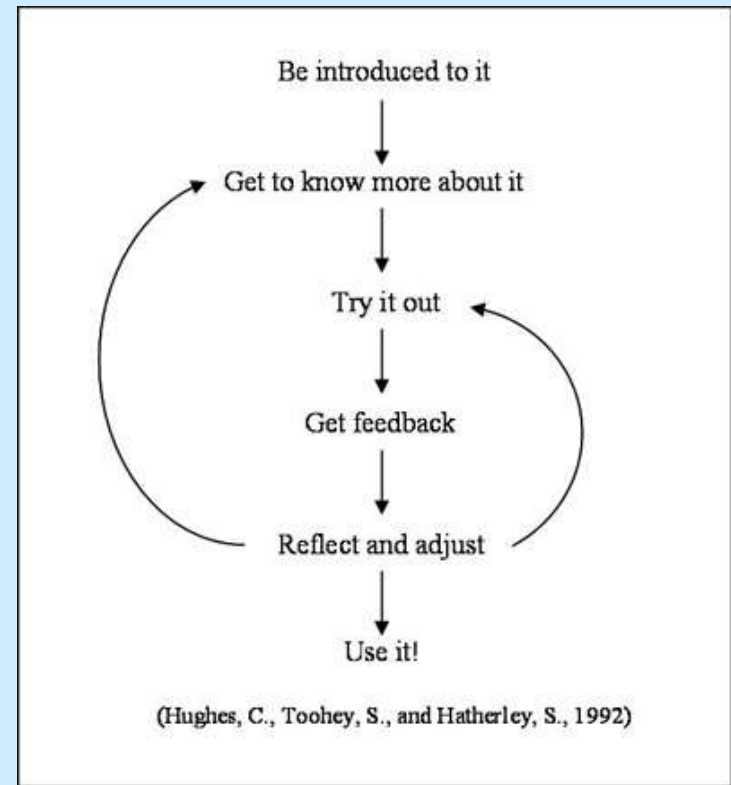 Be introduced to it
Get to know more about it
Try it out
Get feedback
Reflect and adjust
Use it!
(Hughes, C., Toohey, S., and Hatherley, S., 1992)